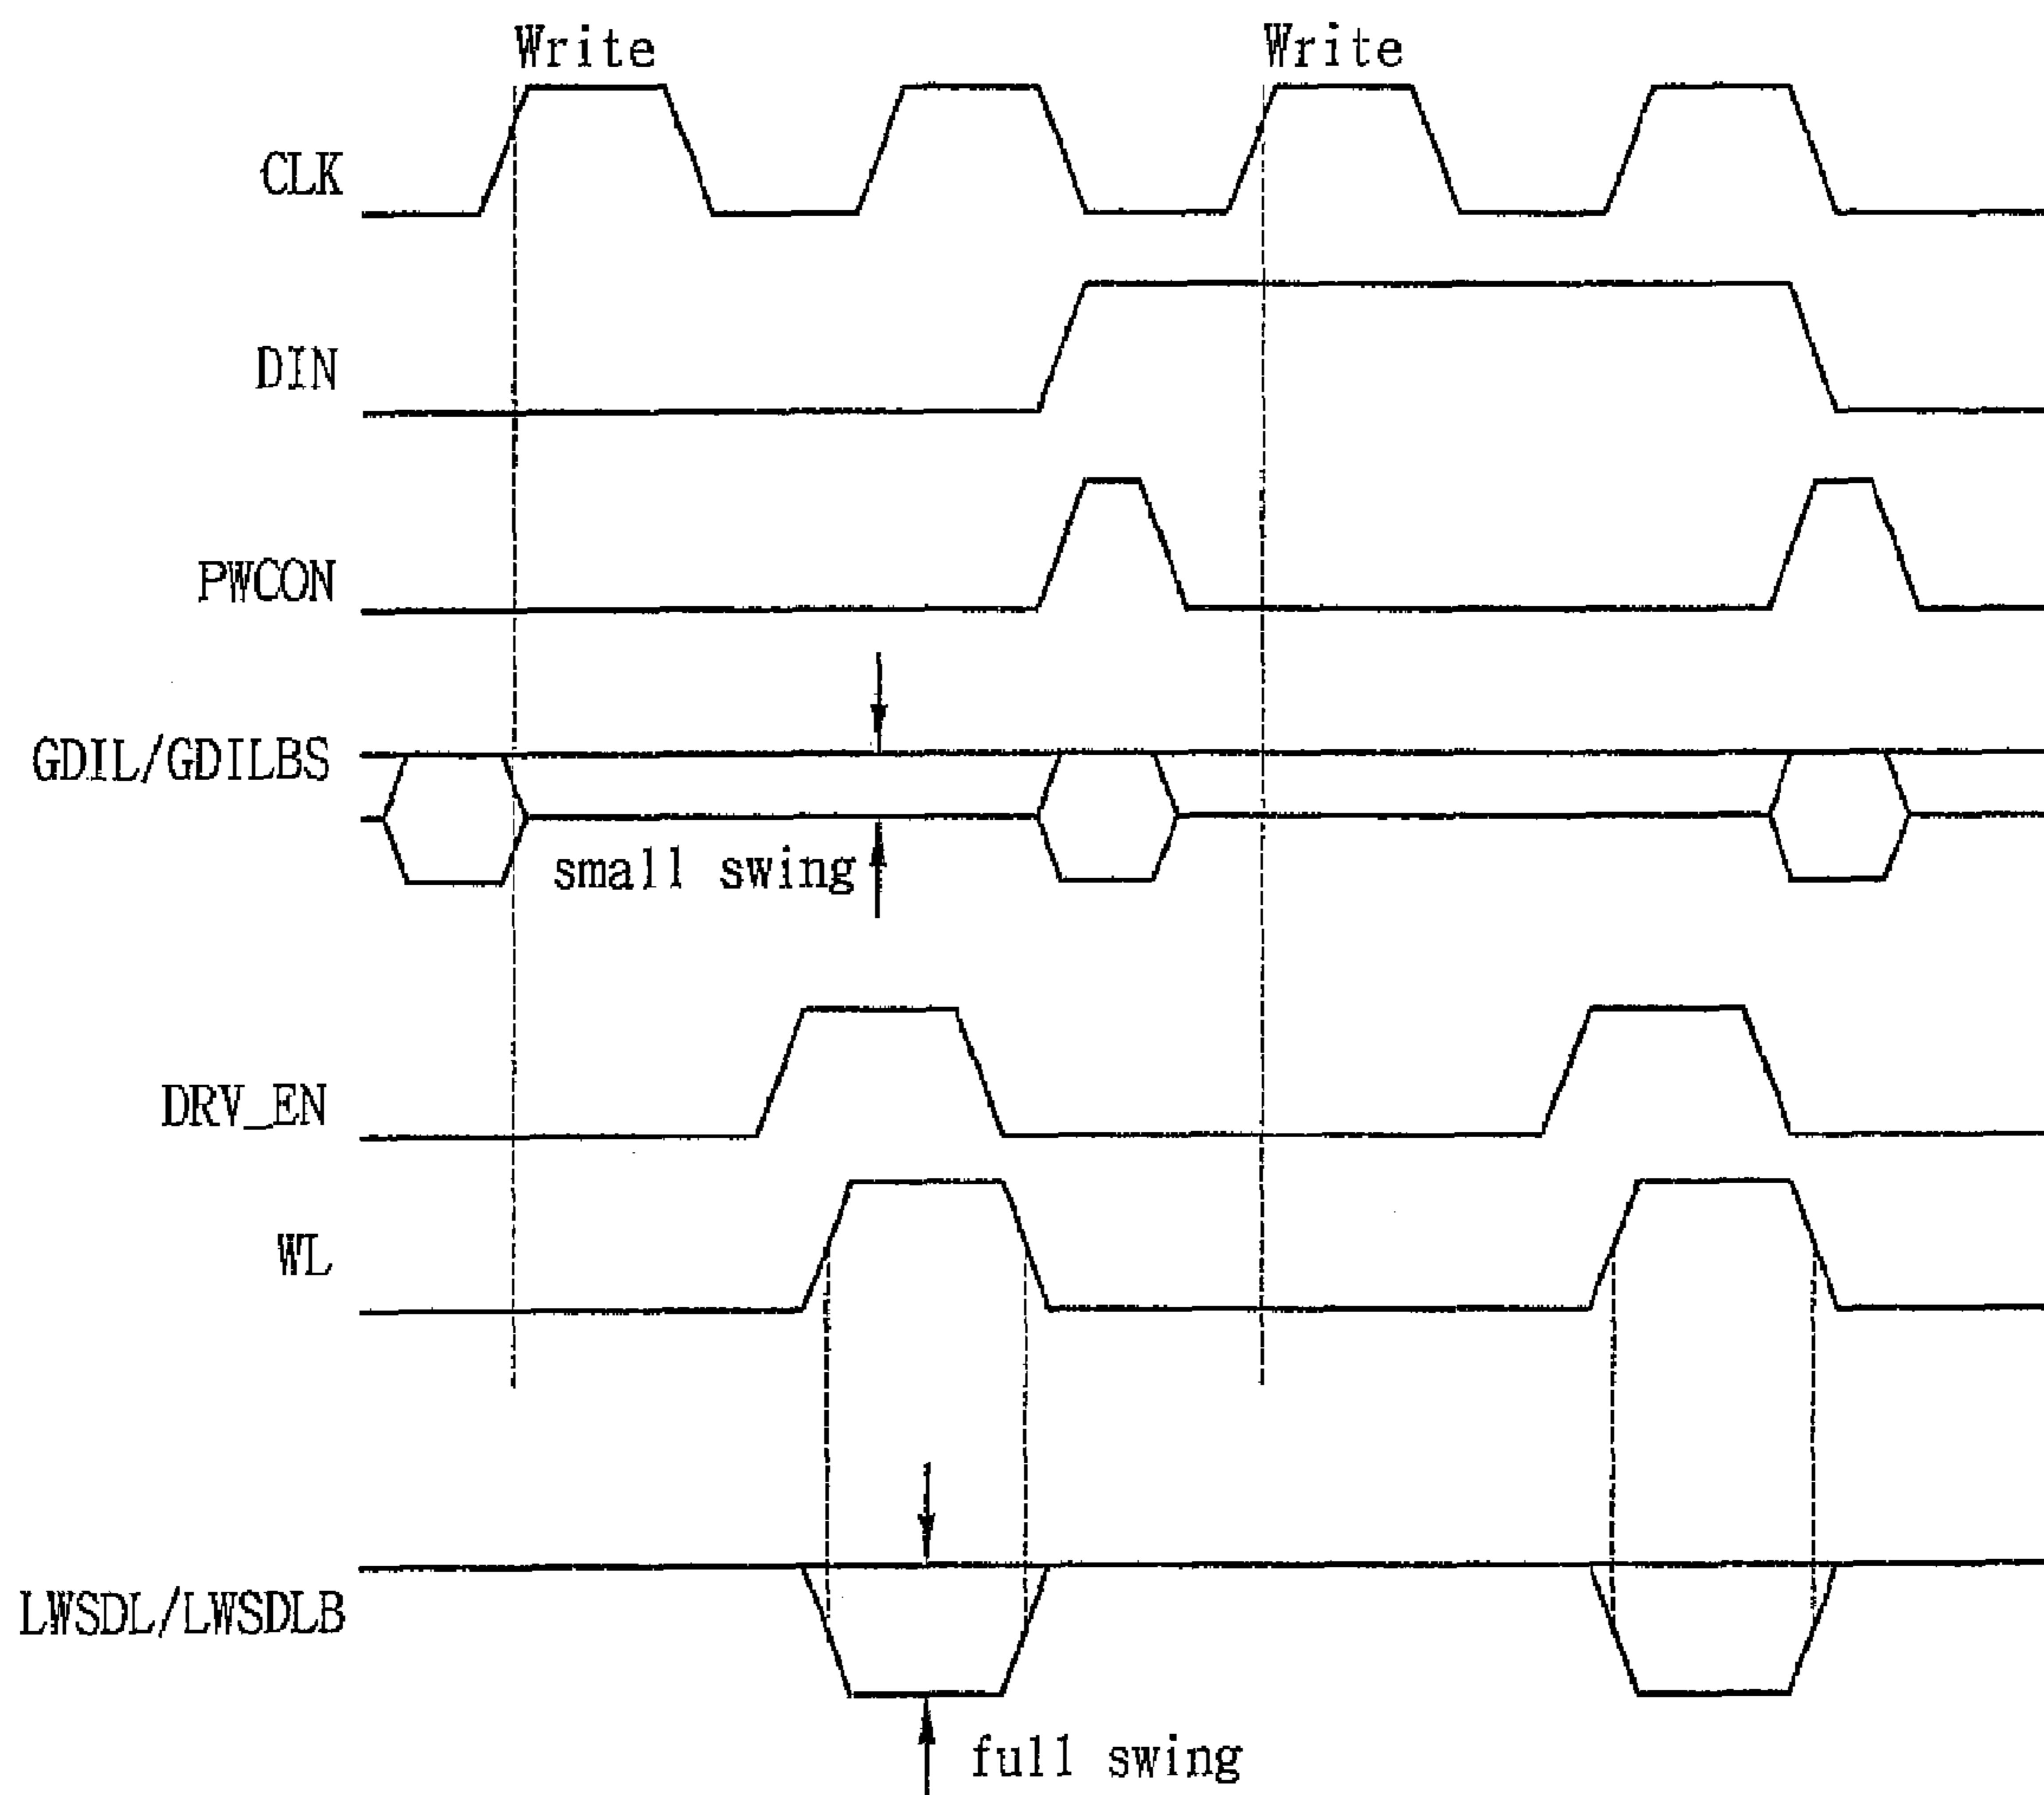 Write Write
CLK
DIN
PWCON
GDIL/GDILBS
small swing
DRV_EN
WL
LWSDL/LWSDLB
full swing